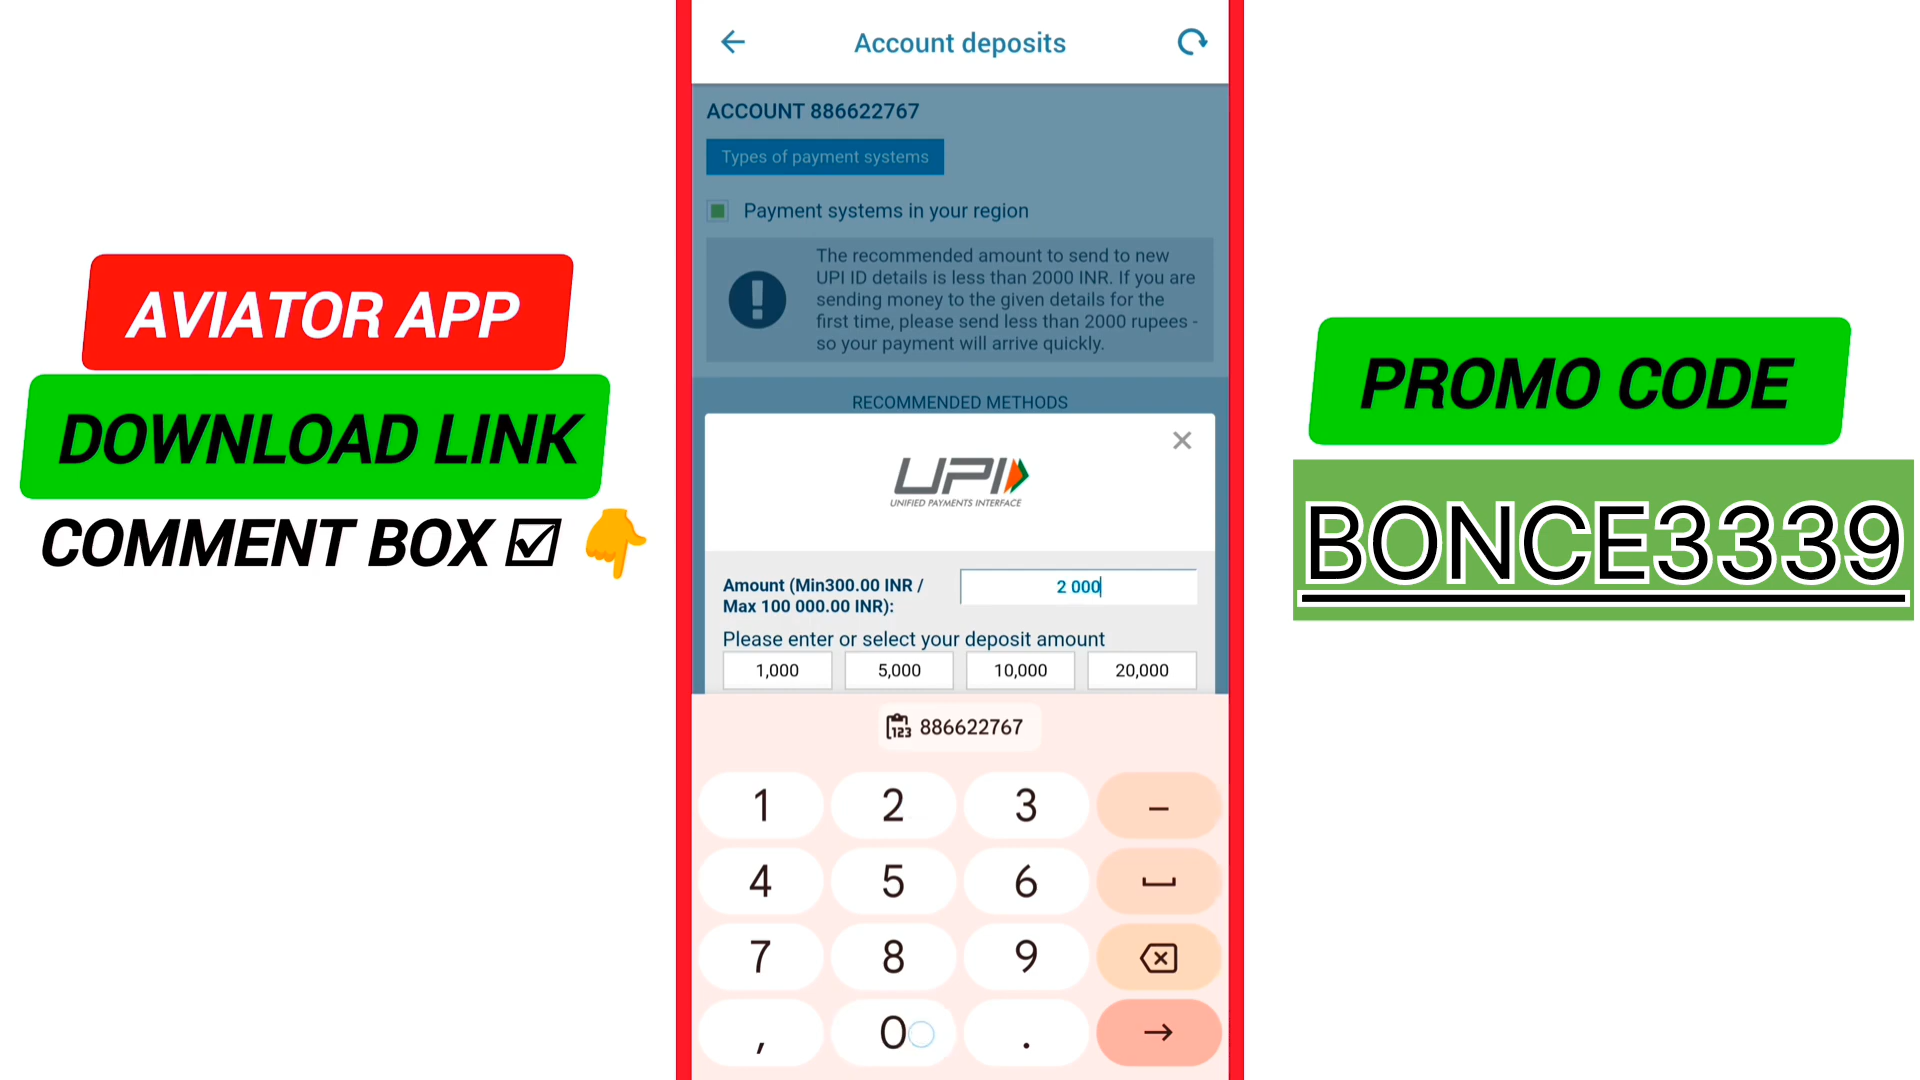 AVIATOR APP
DOWNLOAD LINK
COMMENT BOX ☑ 👇
Account deposits
ACCOUNT 886622767
Types of payment systems
Payment systems in your region
The recommended amount to send to new
UPI ID details is less than 2000 INR. If you are
sending money to the given details for the
first time, please send less than 2000 rupees -
so your payment will arrive quickly.
RECOMMENDED METHODS
UPI
UNIFIED PAYMENTS INTERFACE
Amount (Min300.00 INR /
Max 100 000.00 INR):
2 000
Please enter or select your deposit amount
1,000 5,000 10,000 20,000
123 886622767
1 2 3 –
4 5 6
7 8 9
, 0 . →
PROMO CODE
BONCE3339